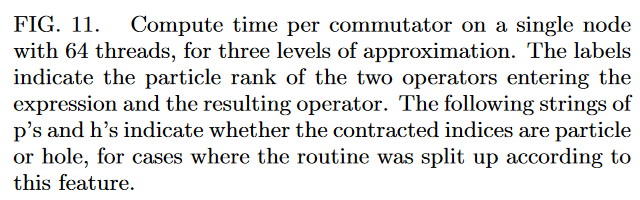 FIG. 11. Compute time per commutator on a single node
with 64 threads, for three levels of approximation. The labels
indicate the particle rank of the two operators entering the
expression and the resulting operator. The following strings of
p's and h's indicate whether the contracted indices are particle
or hole, for cases where the routine was split up according to
this feature.